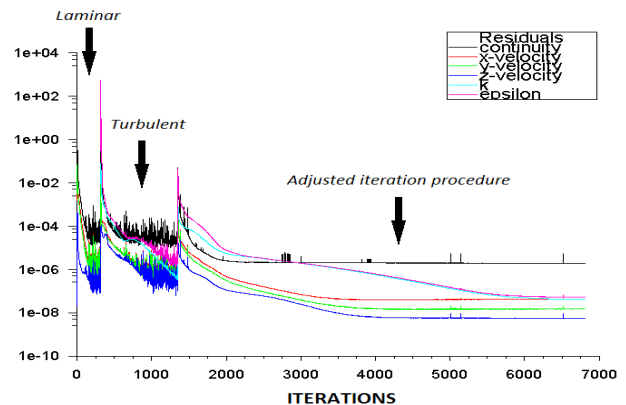 Laminar
1e+04
1e+02
1e+00
1e-02
1e-04
1e-06
1e-08
1e-10
Turbulent
Adjusted iteration procedure
Residuals
continuity
x-velocity
y-velocity
z-velocity
k
epsilon
0
1000
2000
3000
4000
5000
6000
7000
ITERATIONS